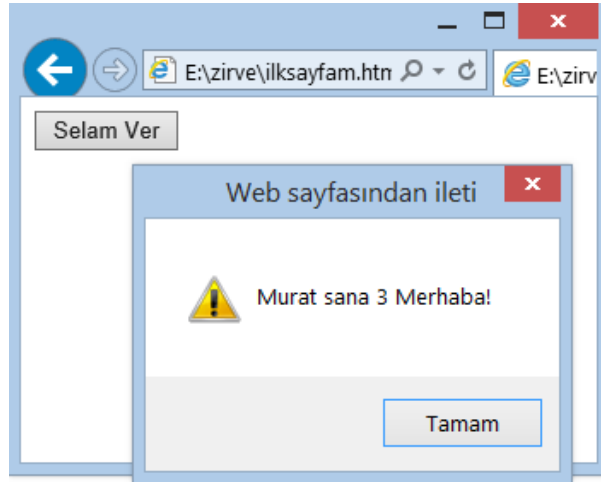 E:\zirve\ilksayfam.htm
E:\zirv
Selam Ver
Web sayfasından ileti
Murat sana 3 Merhaba!
Tamam